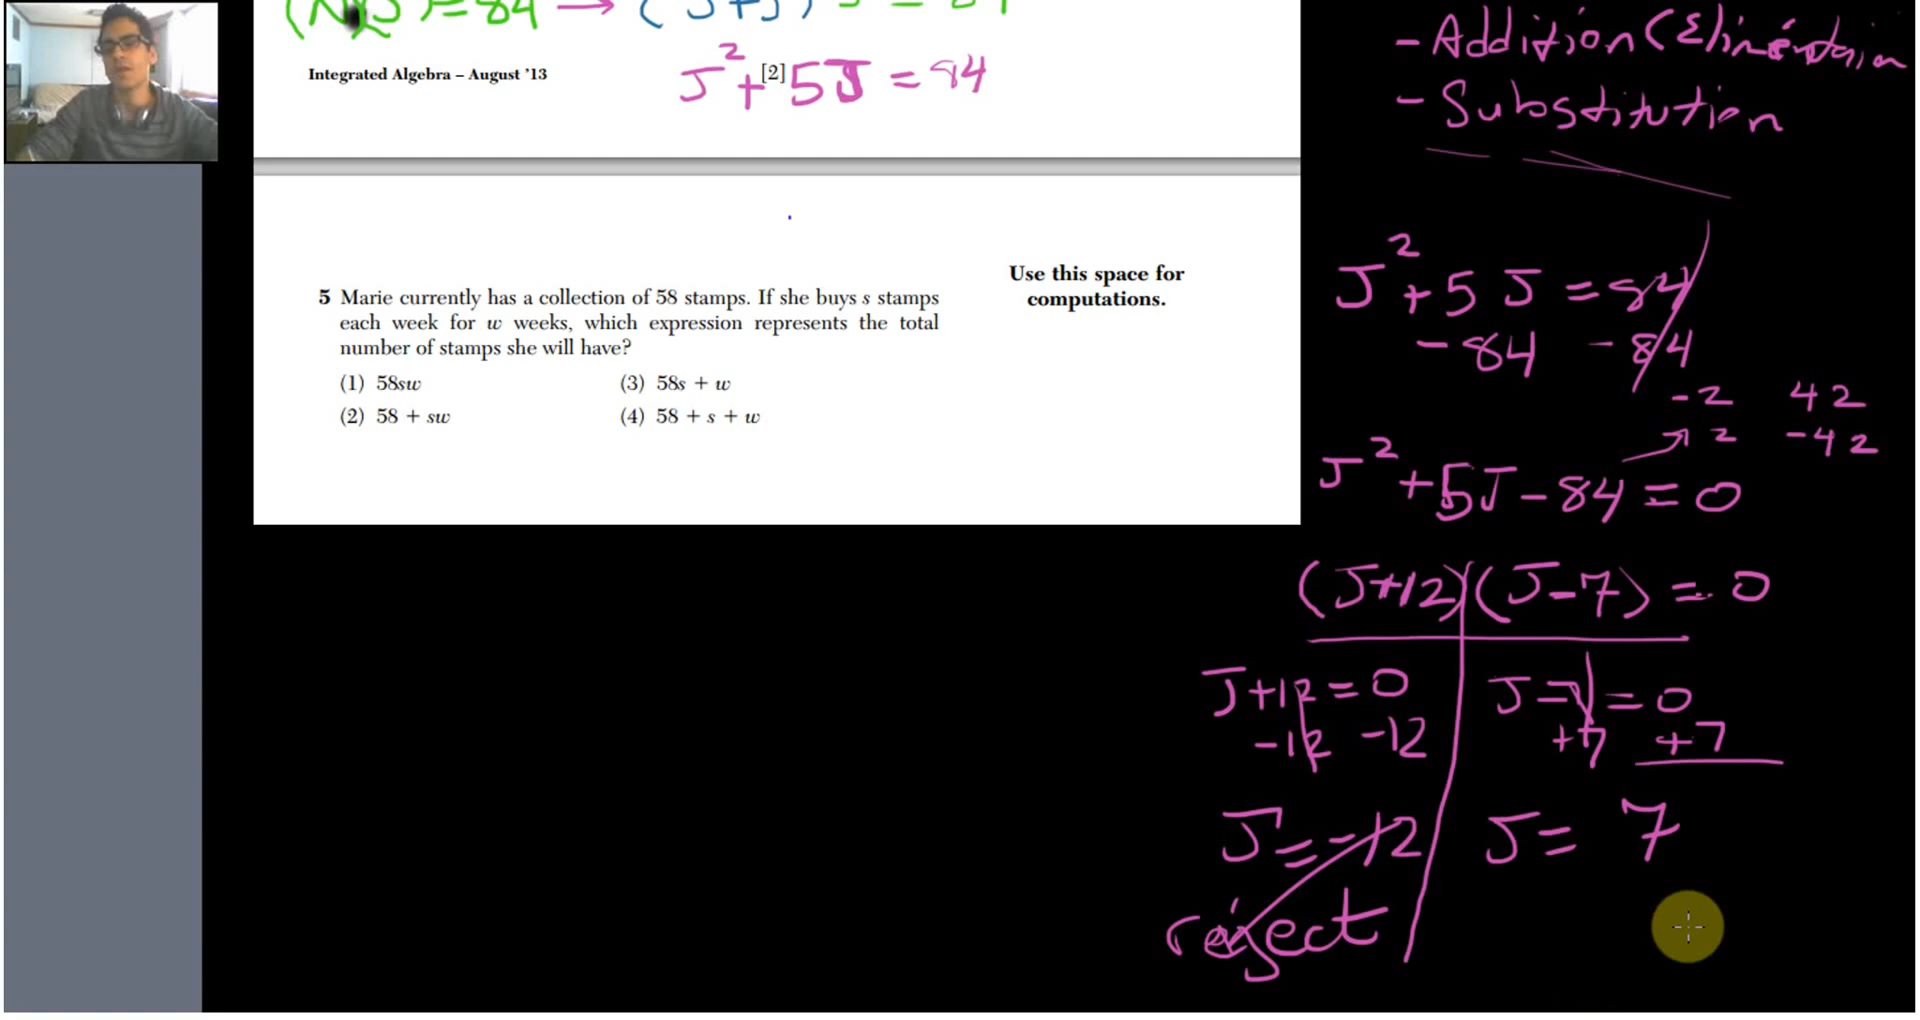 (N)(J) = 84 → (J+5)J = 84
Integrated Algebra – August ’13
[2]
J²+5J = 84
5 Marie currently has a collection of 58 stamps. If she buys s stamps
each week for w weeks, which expression represents the total
number of stamps she will have?
(1) 58sw
(3) 58s + w
(2) 58 + sw
(4) 58 + s + w
Use this space for
computations.
- Addition (
- Substitution
J²+5J = 84
-84 -84
-2 42
2 -42
J²+5J-84 = 0
(J+12)(J-7) = 0
J+12 = 0
-12 -12
J = -12
reject
J-7 = 0
+7 +7
J = 7